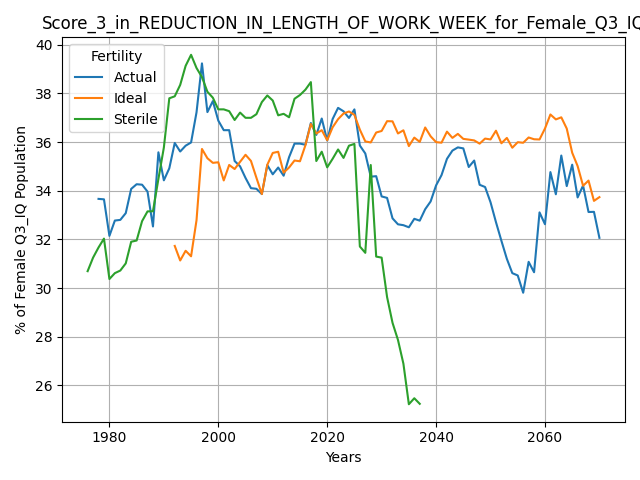 Score_3_in_REDUCTION_IN_LENGTH_OF_WORK_WEEK_for_Female_Q3_IQ
% of Female Q3_IQ Population
40
38
36
34
32
30
28
26
Fertility
Actual
Ideal
Sterile
1980
2000
2020
2040
2060
Years